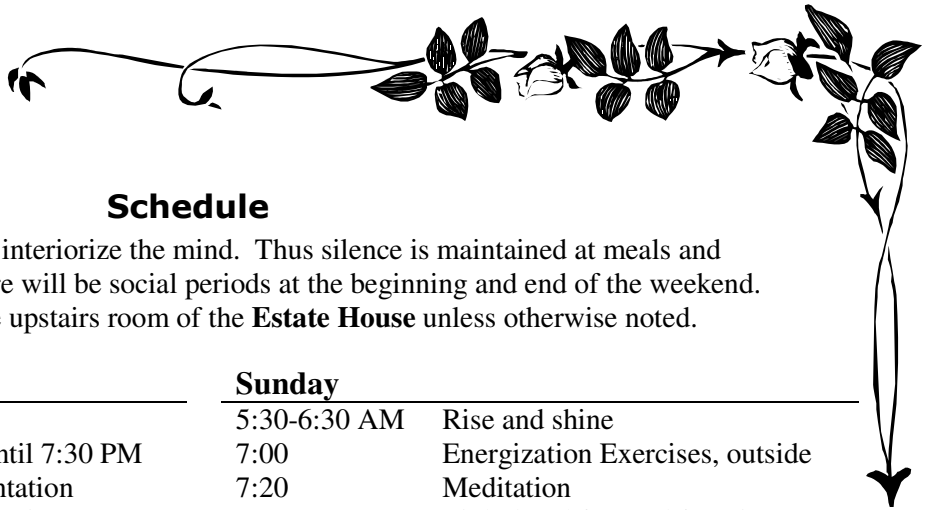 Schedule
interiorize the mind. Thus silence is maintained at meals and
will be social periods at the beginning and end of the weekend.
upstairs room of the Estate House unless otherwise noted.
7:30 PM
Sunday
5:30-6:30 AM Rise and shine
7:00 Energization Exercises, outside
7:20 Meditation